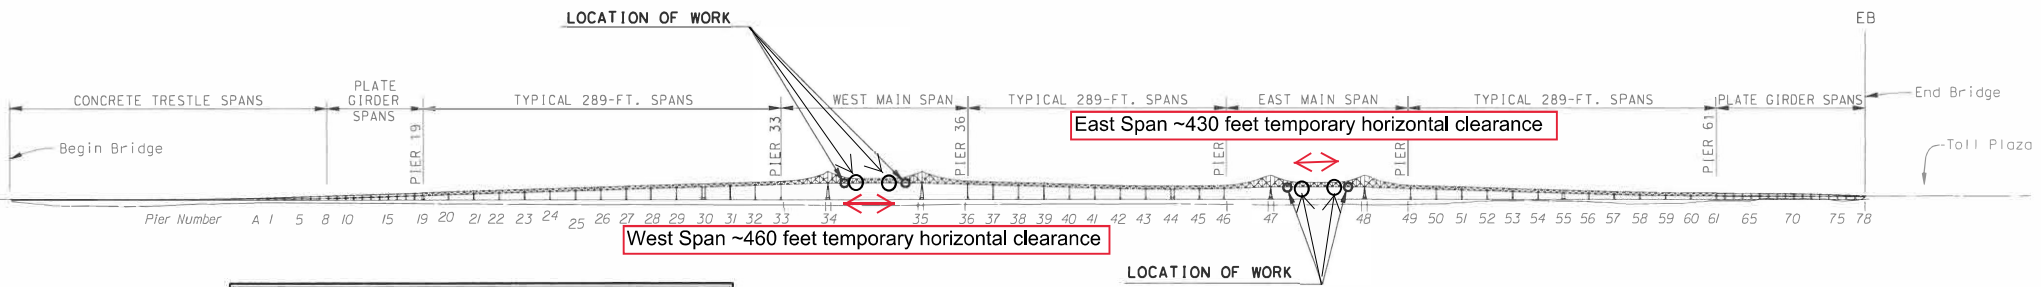 LOCATION OF WORK
EB
CONCRETE TRESTLE SPANS
PLATE
GIRDER
SPANS
TYPICAL 289-FT. SPANS
WEST MAIN SPAN
TYPICAL 289-FT. SPANS
EAST MAIN SPAN
TYPICAL 289-FT. SPANS
PLATE GIRDER SPANS
End Bridge
East Span ~430 feet temporary horizontal clearance
Begin Bridge
PIER 19
PIER 33
PIER 36
PIER 61
Toll Plaza
Pier Number A 1 5 8 10 15 19 20 21 22 23 24 25 26 27 28 29 30 31 32 33 34 35 36 37 38 39 40 41 42 43 44 45 46 47 48 49 50 51 52 53 54 55 56 57 58 59 60 61 65 70 75 78
West Span ~460 feet temporary horizontal clearance
LOCATION OF WORK